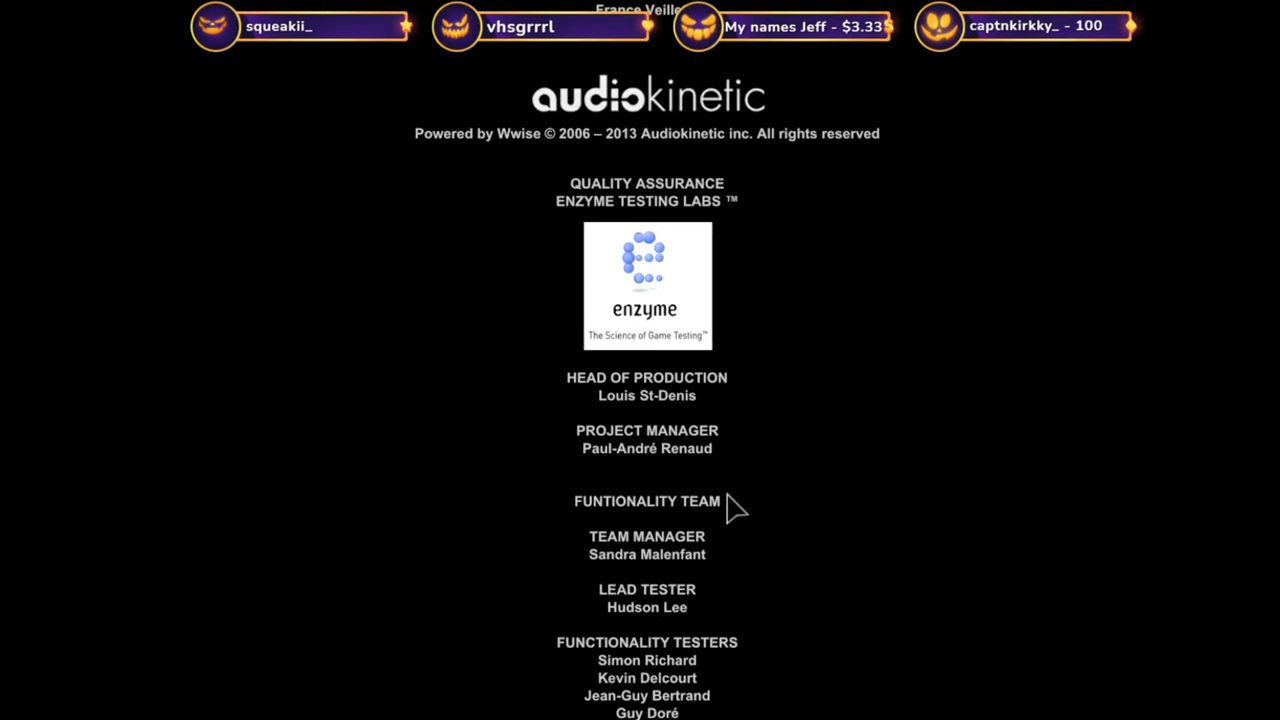 France Veille
squeakii_
vhsgrrrl
My names Jeff - $3.33
captnkirkky_ - 100
audiokinetic
Powered by Wwise © 2006 – 2013 Audiokinetic inc. All rights reserved
QUALITY ASSURANCE
ENZYME TESTING LABS ™
enzyme
The Science of Game Testing™
HEAD OF PRODUCTION
Louis St-Denis
PROJECT MANAGER
Paul-André Renaud
FUNTIONALITY TEAM
TEAM MANAGER
Sandra Malenfant
LEAD TESTER
Hudson Lee
FUNCTIONALITY TESTERS
Simon Richard
Kevin Delcourt
Jean-Guy Bertrand
Guy Doré